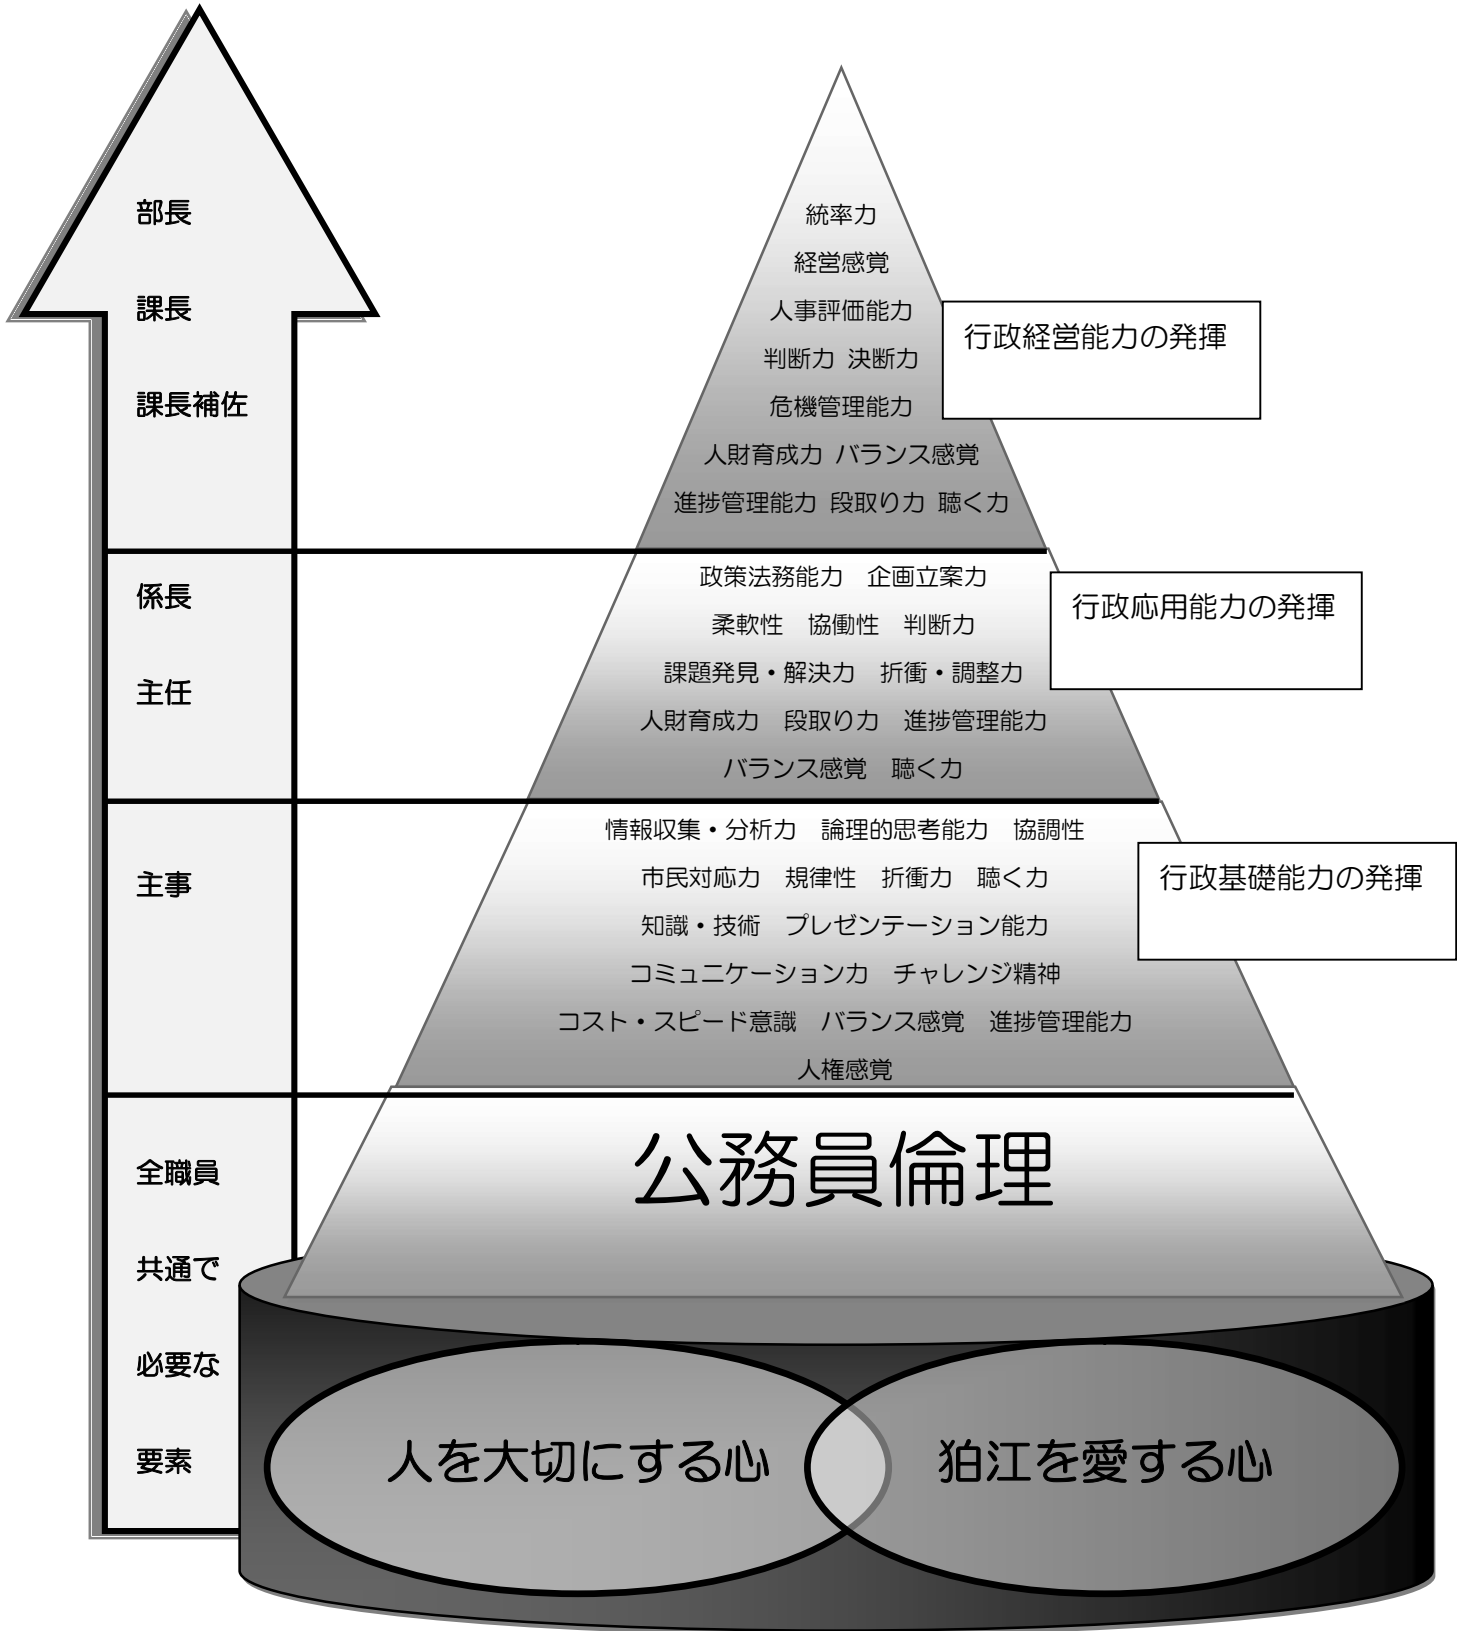 部長
課長
課長補佐
係長
主任
主事
全職員
共通で
必要な
要素
統率力
経営感覚
人事評価能力
判断力 決断力
危機管理能力
人財育成力 バランス感覚
進捗管理能力 段取り力 聴く力
行政経営能力の発揮
政策法務能力　企画立案力
柔軟性　協働性　判断力
課題発見・解決力　折衝・調整力
人財育成力　段取り力　進捗管理能力
バランス感覚　聴く力
行政応用能力の発揮
情報収集・分析力　論理的思考能力　協調性
市民対応力　規律性　折衝力　聴く力
知識・技術　プレゼンテーション能力
コミュニケーション力　チャレンジ精神
コスト・スピード意識　バランス感覚　進捗管理能力
人権感覚
行政基礎能力の発揮
公務員倫理
人を大切にする心
狛江を愛する心